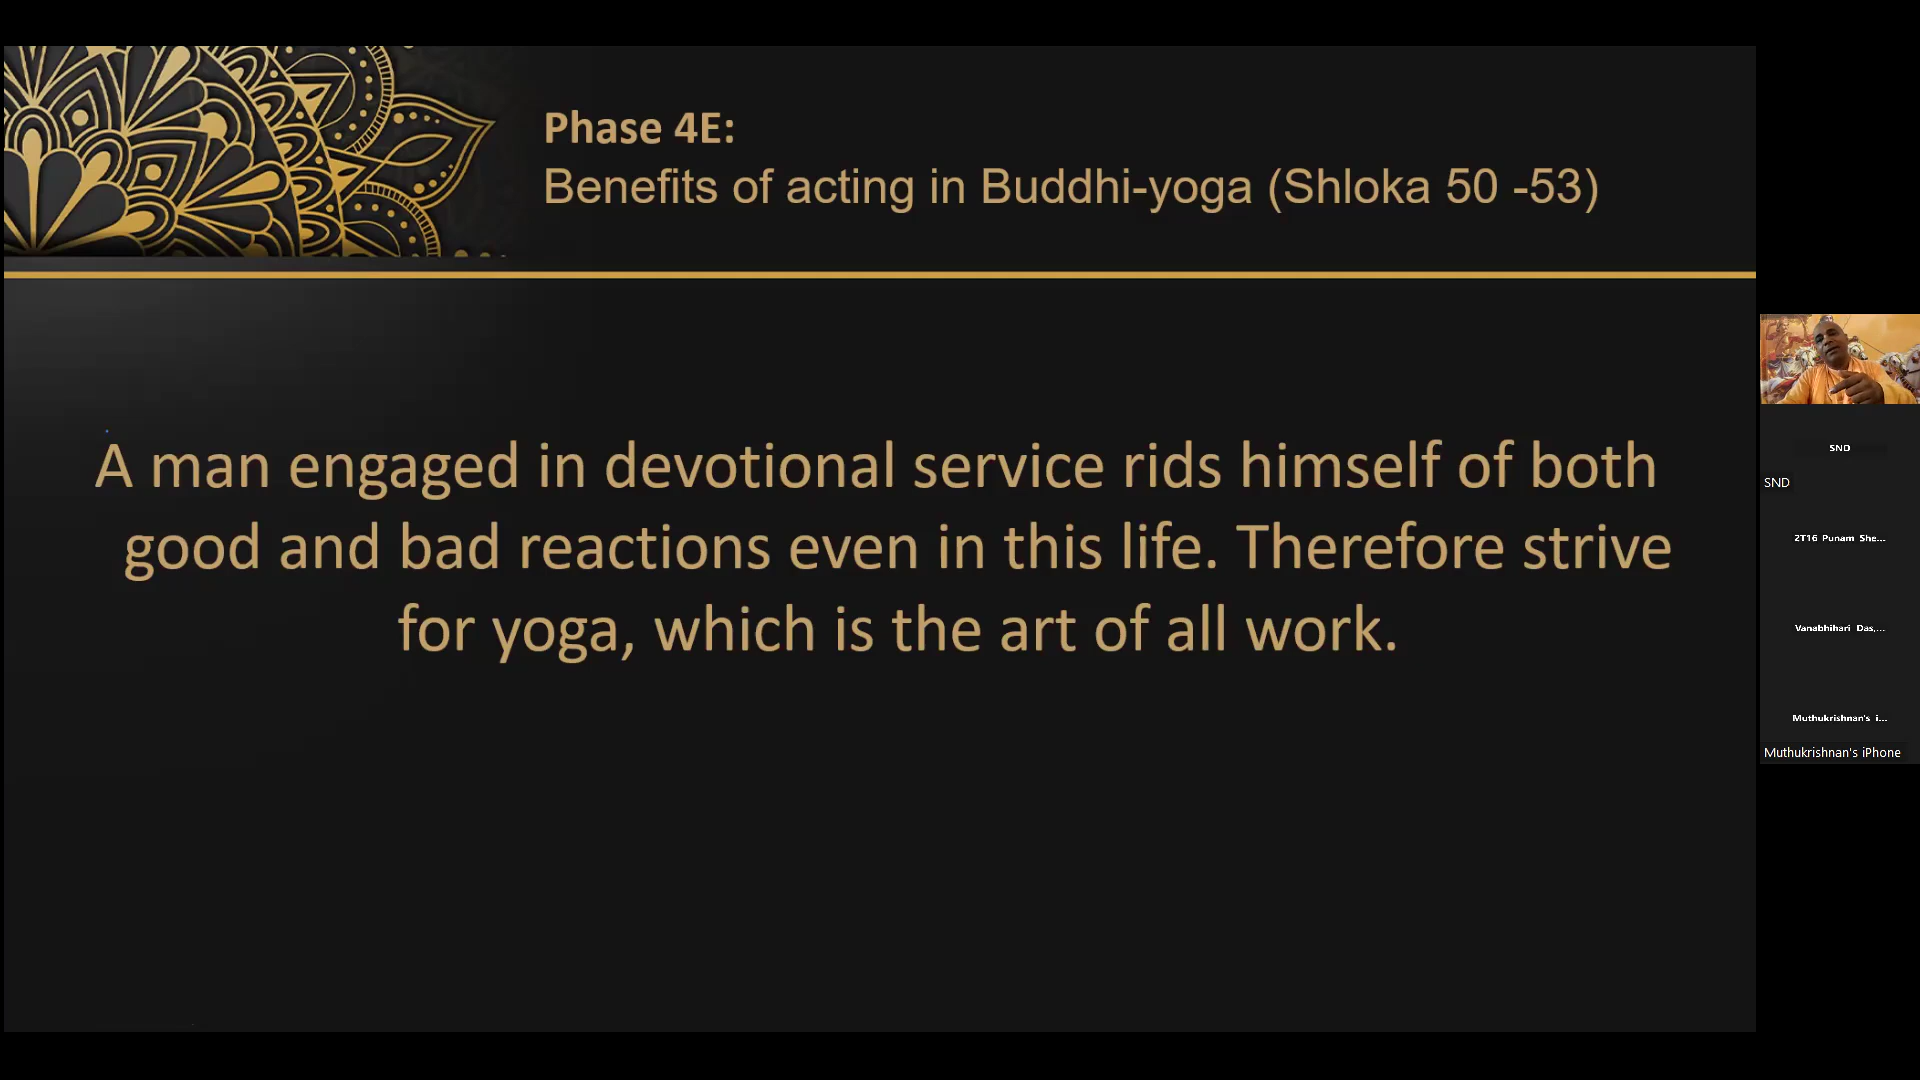 Phase 4E:
Benefits of acting in Buddhi-yoga (Shloka 50 -53)
A man engaged in devotional service rids himself of both
good and bad reactions even in this life. Therefore strive
for yoga, which is the art of all work.
SND
SND
2T16 Punam She...
Vanabhihari Das,...
Muthukrishnan's i...
Muthukrishnan's iPhone